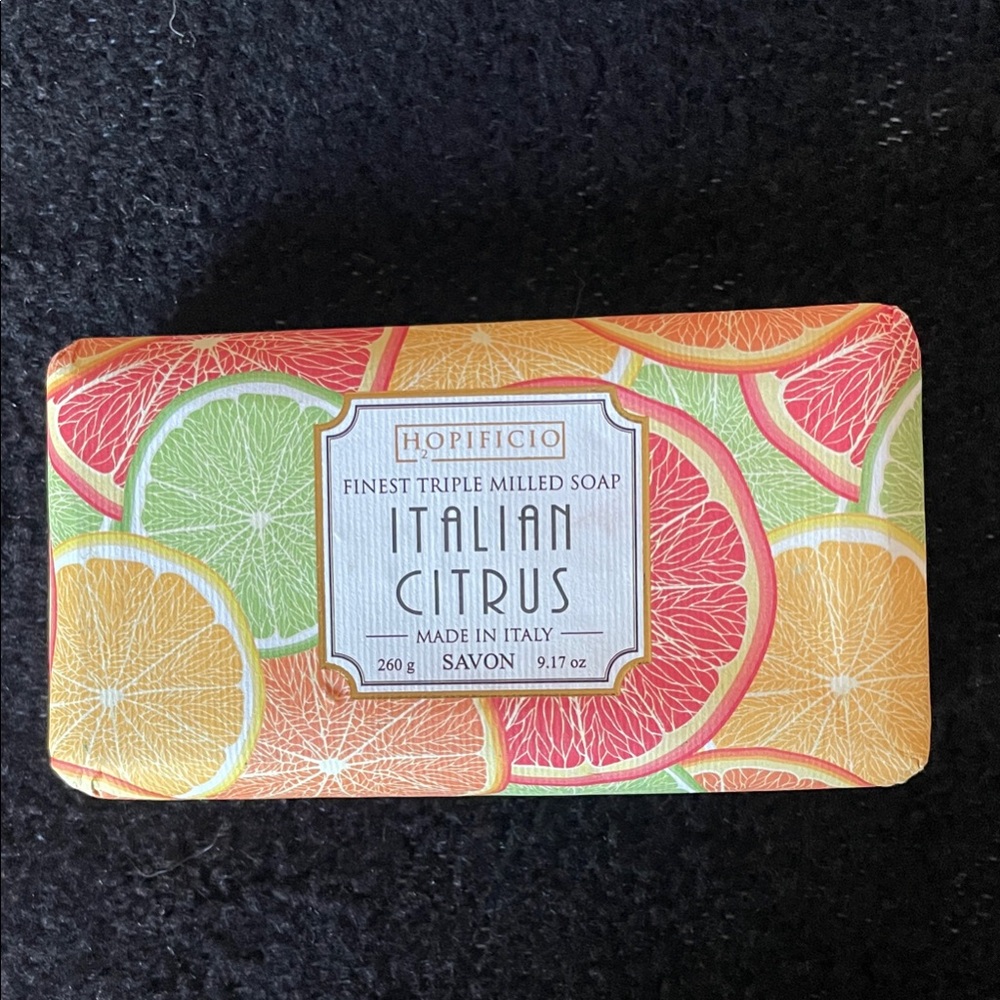 H2OPIFICIO
FINEST TRIPLE MILLED SOAP
ITALIAN
CITRUS
MADE IN ITALY
260 g SAVON 9.17 oz